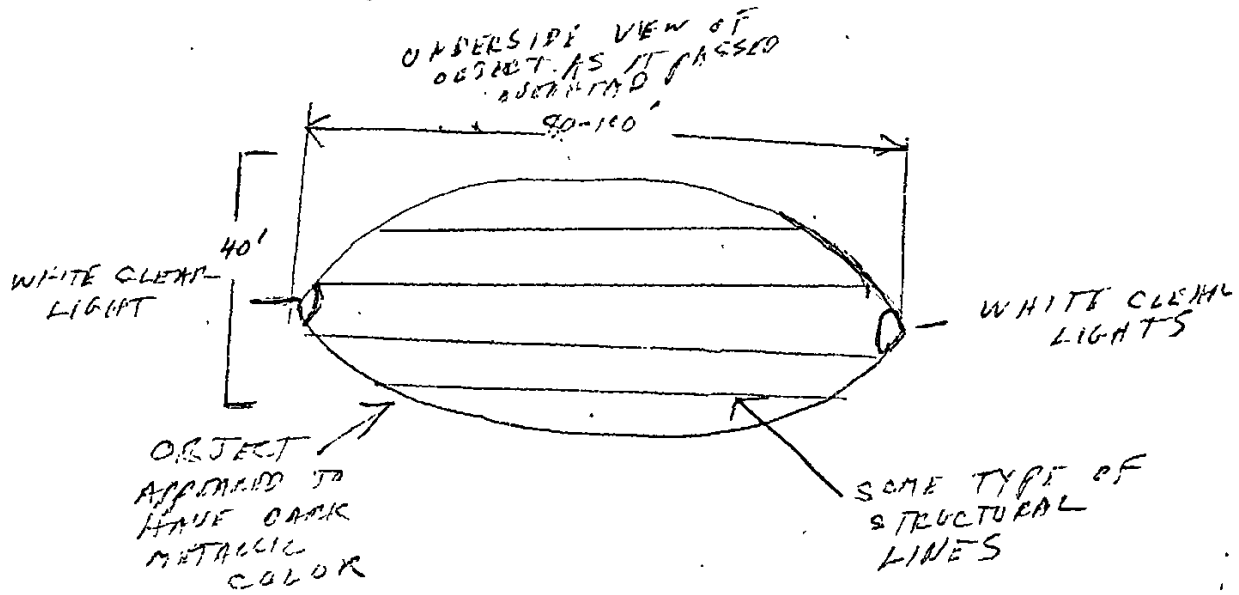 UNDERSIDE VIEW OF
OBJECT AS IT PASSED
OVERHEAD
80-100'
40'
WHITE CLEAR
LIGHT
WHITE CLEAR
LIGHTS
OBJECT
APPEARED TO
HAVE DARK
METALLIC
COLOR
SOME TYPE OF
STRUCTURAL
LINES